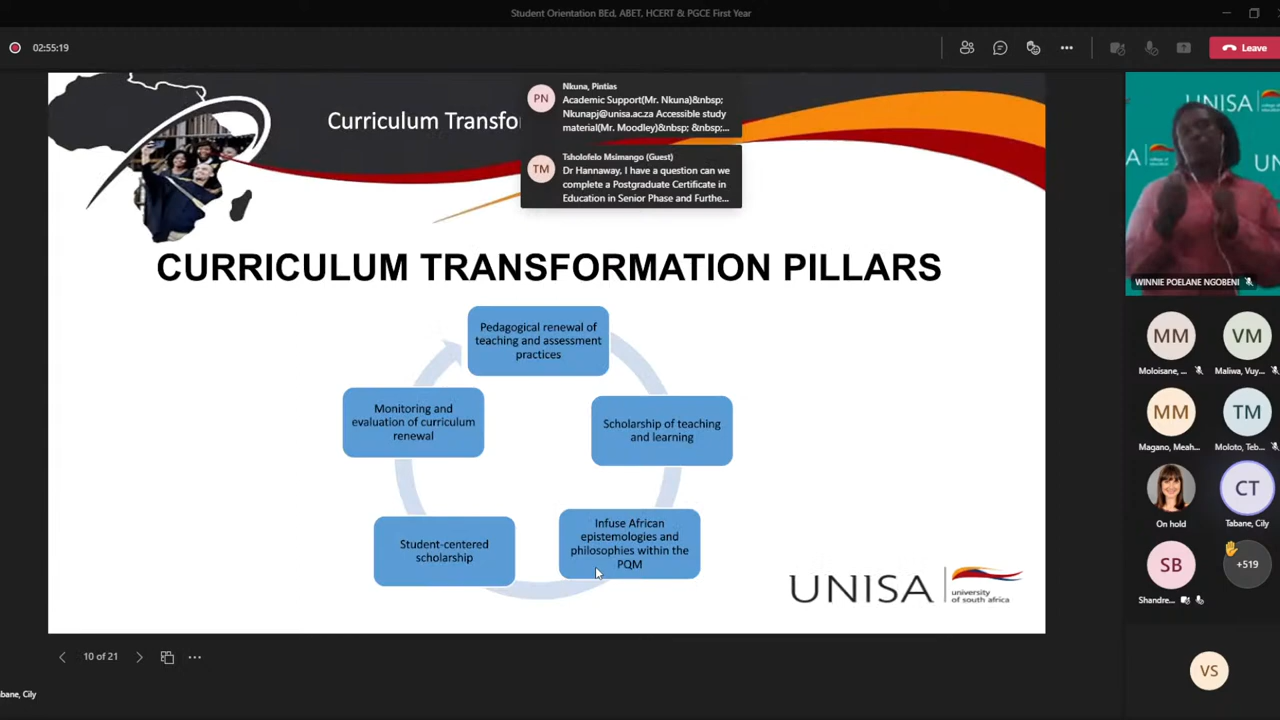 Student Orientation BEd, ABET, HCERT & PGCE First Year
02:55:19
Leave
Curriculum Transfo
PN
Nkuna, Pintias
Academic Support(Mr. Nkuna)&nbsp;
Nkunapj@unisa.ac.za Accessible study
material(Mr. Moodley)&nbsp; &nbsp;...
TM
Tsholofelo Msimango (Guest)
Dr Hannaway, I have a question can we
complete a Postgraduate Certificate in
Education in Senior Phase and Furthe...
CURRICULUM TRANSFORMATION PILLARS
Pedagogical renewal of
teaching and assessment
practices
Scholarship of teaching
and learning
Infuse African
epistemologies and
philosophies within the
PQM
Student-centered
scholarship
Monitoring and
evaluation of curriculum
renewal
UNISA
university
of south africa
10 of 21
abane, Cily
UNISA
WINNIE POELANE NGOBENI
MM
Moloisane, ...
VM
Maliwa, Vuy...
MM
Magano, Meah...
TM
Moloto, Teb...
On hold
CT
Tabane, Cily
SB
Shandre...
+519
VS